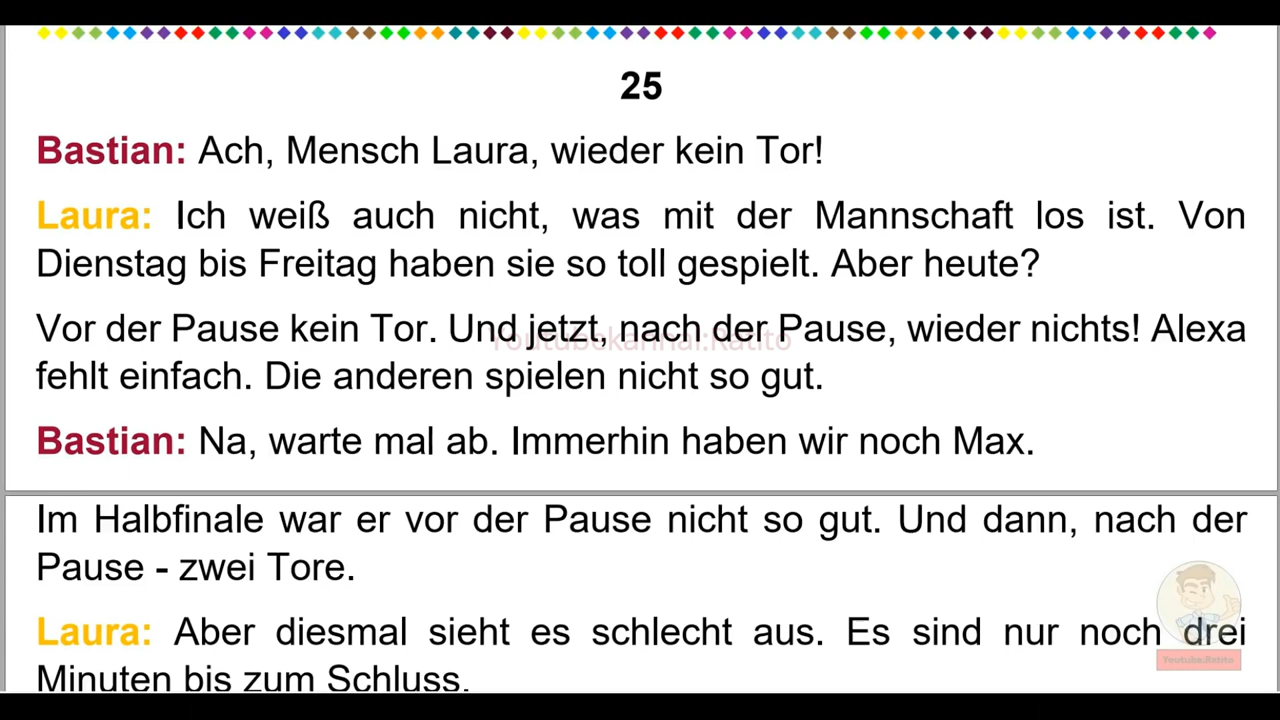 25
Bastian: Ach, Mensch Laura, wieder kein Tor!
Laura: Ich weiß auch nicht, was mit der Mannschaft los ist. Von
Dienstag bis Freitag haben sie so toll gespielt. Aber heute?
Vor der Pause kein Tor. Und jetzt, nach der Pause, wieder nichts! Alexa
fehlt einfach. Die anderen spielen nicht so gut.
Bastian: Na, warte mal ab. Immerhin haben wir noch Max.
Im Halbfinale war er vor der Pause nicht so gut. Und dann, nach der
Pause - zwei Tore.
Laura: Aber diesmal sieht es schlecht aus. Es sind nur noch drei
Minuten bis zum Schluss.
Youtube:Ratito